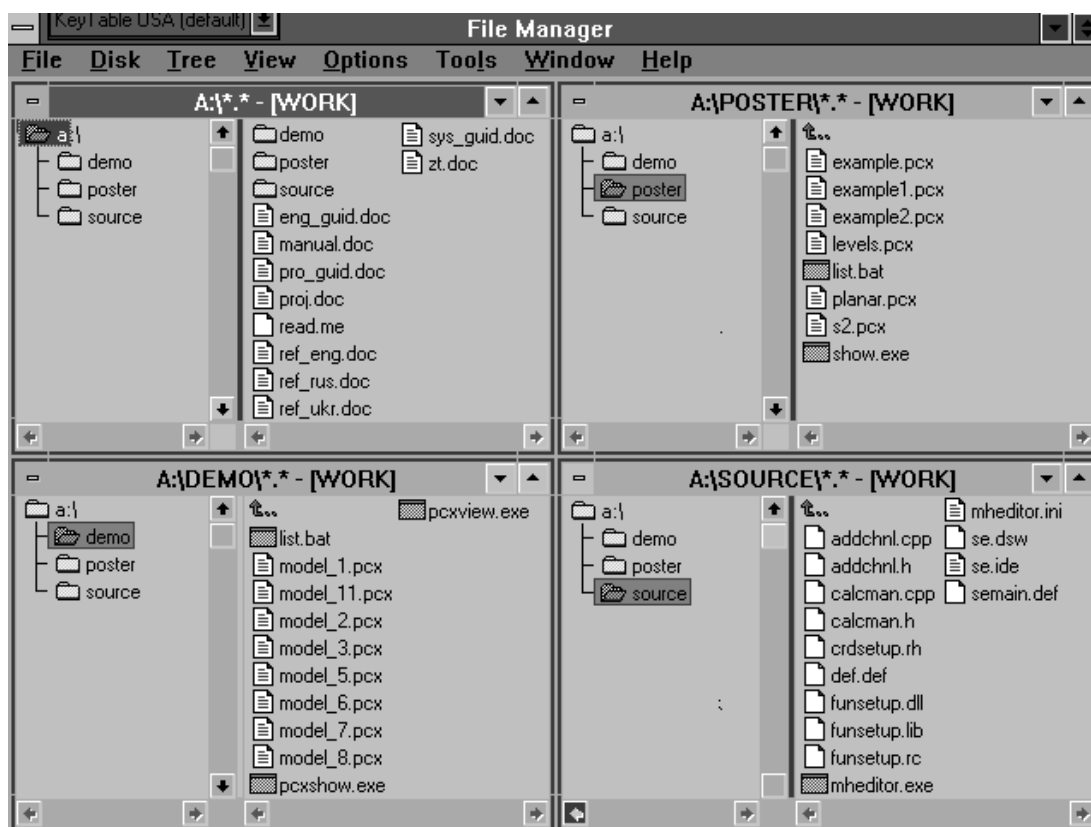 KeyTable USA (default)
File Manager
File Disk Tree View Options Tools Window Help
A:\*.* - [WORK]
a:\
demo
poster
source
demo
poster
source
eng_guid.doc
manual.doc
pro_guid.doc
proj.doc
read.me
ref_eng.doc
ref_rus.doc
ref_ukr.doc
sys_guid.doc
zt.doc
A:\POSTER\*.* - [WORK]
a:\
demo
poster
source
..
example.pcx
example1.pcx
example2.pcx
levels.pcx
list.bat
planar.pcx
s2.pcx
show.exe
A:\DEMO\*.* - [WORK]
a:\
demo
poster
source
..
list.bat
model_1.pcx
model_11.pcx
model_2.pcx
model_3.pcx
model_5.pcx
model_6.pcx
model_7.pcx
model_8.pcx
pcxshow.exe
pcxview.exe
A:\SOURCE\*.* - [WORK]
a:\
demo
poster
source
..
addchnl.cpp
addchnl.h
calcman.cpp
calcman.h
crdsetup.rh
def.def
funsetup.dll
funsetup.lib
funsetup.rc
mheditor.exe
mheditor.ini
se.dsw
se.ide
semain.def